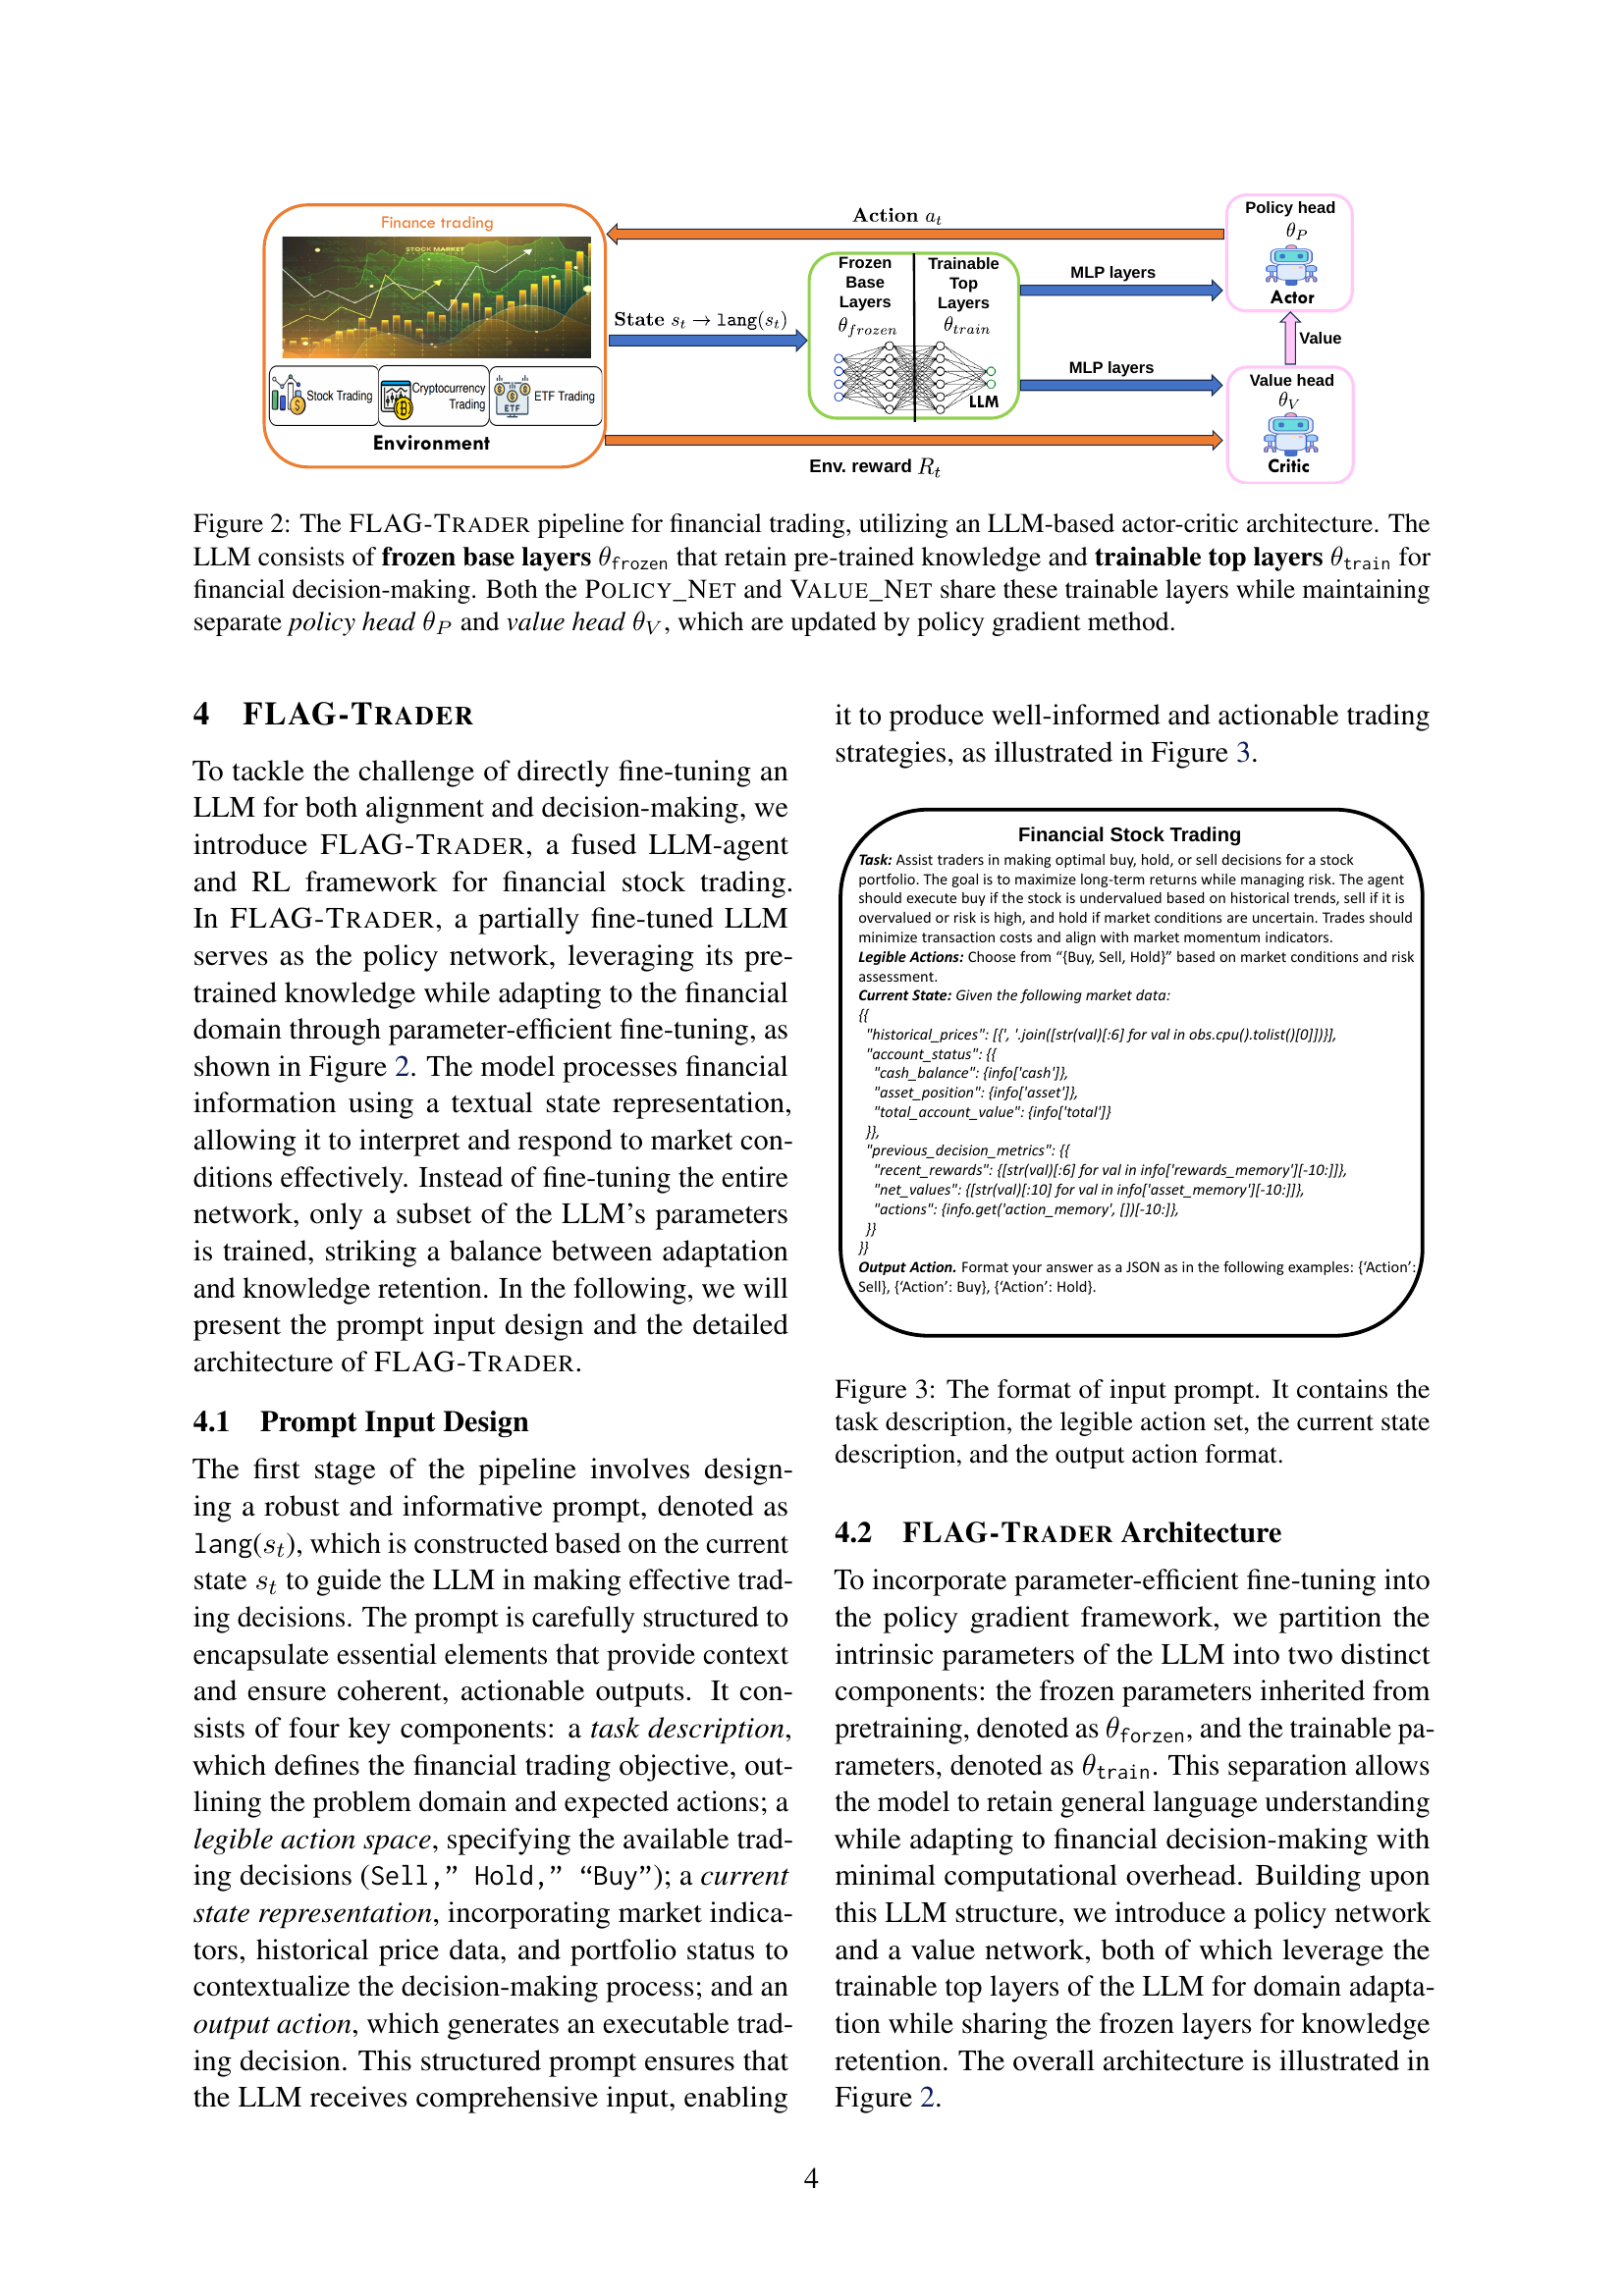 Finance trading
STOCK MARKET
Stock Trading
Cryptocurrency
Trading
ETF
ETF Trading
Environment
Action a_t
State s_t → lang(s_t)
Frozen
Base
Layers
θ_frozen
Trainable
Top
Layers
θ_train
LLM
MLP layers
MLP layers
Env. reward R_t
Policy head
θ_P
Actor
Value
Value head
θ_V
Critic
Figure 2: The FLAG-TRADER pipeline for financial trading, utilizing an LLM-based actor-critic architecture. The
LLM consists of frozen base layers θ_frozen that retain pre-trained knowledge and trainable top layers θ_train for
financial decision-making. Both the POLICY_NET and VALUE_NET share these trainable layers while maintaining
separate policy head θ_P and value head θ_V, which are updated by policy gradient method.
4 FLAG-TRADER
To tackle the challenge of directly fine-tuning an
LLM for both alignment and decision-making, we
introduce FLAG-TRADER, a fused LLM-agent
and RL framework for financial stock trading.
In FLAG-TRADER, a partially fine-tuned LLM
serves as the policy network, leveraging its pre-
trained knowledge while adapting to the financial
domain through parameter-efficient fine-tuning, as
shown in Figure 2. The model processes financial
information using a textual state representation,
allowing it to interpret and respond to market con-
ditions effectively. Instead of fine-tuning the entire
network, only a subset of the LLM's parameters
is trained, striking a balance between adaptation
and knowledge retention. In the following, we will
present the prompt input design and the detailed
architecture of FLAG-TRADER.
4.1 Prompt Input Design
The first stage of the pipeline involves design-
ing a robust and informative prompt, denoted as
lang(s_t), which is constructed based on the current
state s_t to guide the LLM in making effective trad-
ing decisions. The prompt is carefully structured to
encapsulate essential elements that provide context
and ensure coherent, actionable outputs. It con-
sists of four key components: a task description,
which defines the financial trading objective, out-
lining the problem domain and expected actions; a
legible action space, specifying the available trad-
ing decisions (Sell,” Hold,” “Buy”); a current
state representation, incorporating market indica-
tors, historical price data, and portfolio status to
contextualize the decision-making process; and an
output action, which generates an executable trad-
ing decision. This structured prompt ensures that
the LLM receives comprehensive input, enabling
it to produce well-informed and actionable trading
strategies, as illustrated in Figure 3.
Financial Stock Trading
Task: Assist traders in making optimal buy, hold, or sell decisions for a stock
portfolio. The goal is to maximize long-term returns while managing risk. The agent
should execute buy if the stock is undervalued based on historical trends, sell if it is
overvalued or risk is high, and hold if market conditions are uncertain. Trades should
minimize transaction costs and align with market momentum indicators.
Legible Actions: Choose from “{Buy, Sell, Hold}” based on market conditions and risk
assessment.
Current State: Given the following market data:
{{
"historical_prices": [{', '.join([str(val)[:6] for val in obs.cpu().tolist()[0]])}],
"account_status": {{
"cash_balance": {info['cash']},
"asset_position": {info['asset']},
"total_account_value": {info['total']}
}},
"previous_decision_metrics": {{
"recent_rewards": {[str(val)[:6] for val in info['rewards_memory'][-10:]]},
"net_values": {[str(val)[:10] for val in info['asset_memory'][-10:]]},
"actions": {info.get('action_memory', [])[-10:]},
}}
}}
Output Action. Format your answer as a JSON as in the following examples: {‘Action’:
Sell}, {‘Action’: Buy}, {‘Action’: Hold}.
Figure 3: The format of input prompt. It contains the
task description, the legible action set, the current state
description, and the output action format.
4.2 FLAG-TRADER Architecture
To incorporate parameter-efficient fine-tuning into
the policy gradient framework, we partition the
intrinsic parameters of the LLM into two distinct
components: the frozen parameters inherited from
pretraining, denoted as θ_forzen, and the trainable pa-
rameters, denoted as θ_train. This separation allows
the model to retain general language understanding
while adapting to financial decision-making with
minimal computational overhead. Building upon
this LLM structure, we introduce a policy network
and a value network, both of which leverage the
trainable top layers of the LLM for domain adapta-
tion while sharing the frozen layers for knowledge
retention. The overall architecture is illustrated in
Figure 2.
4